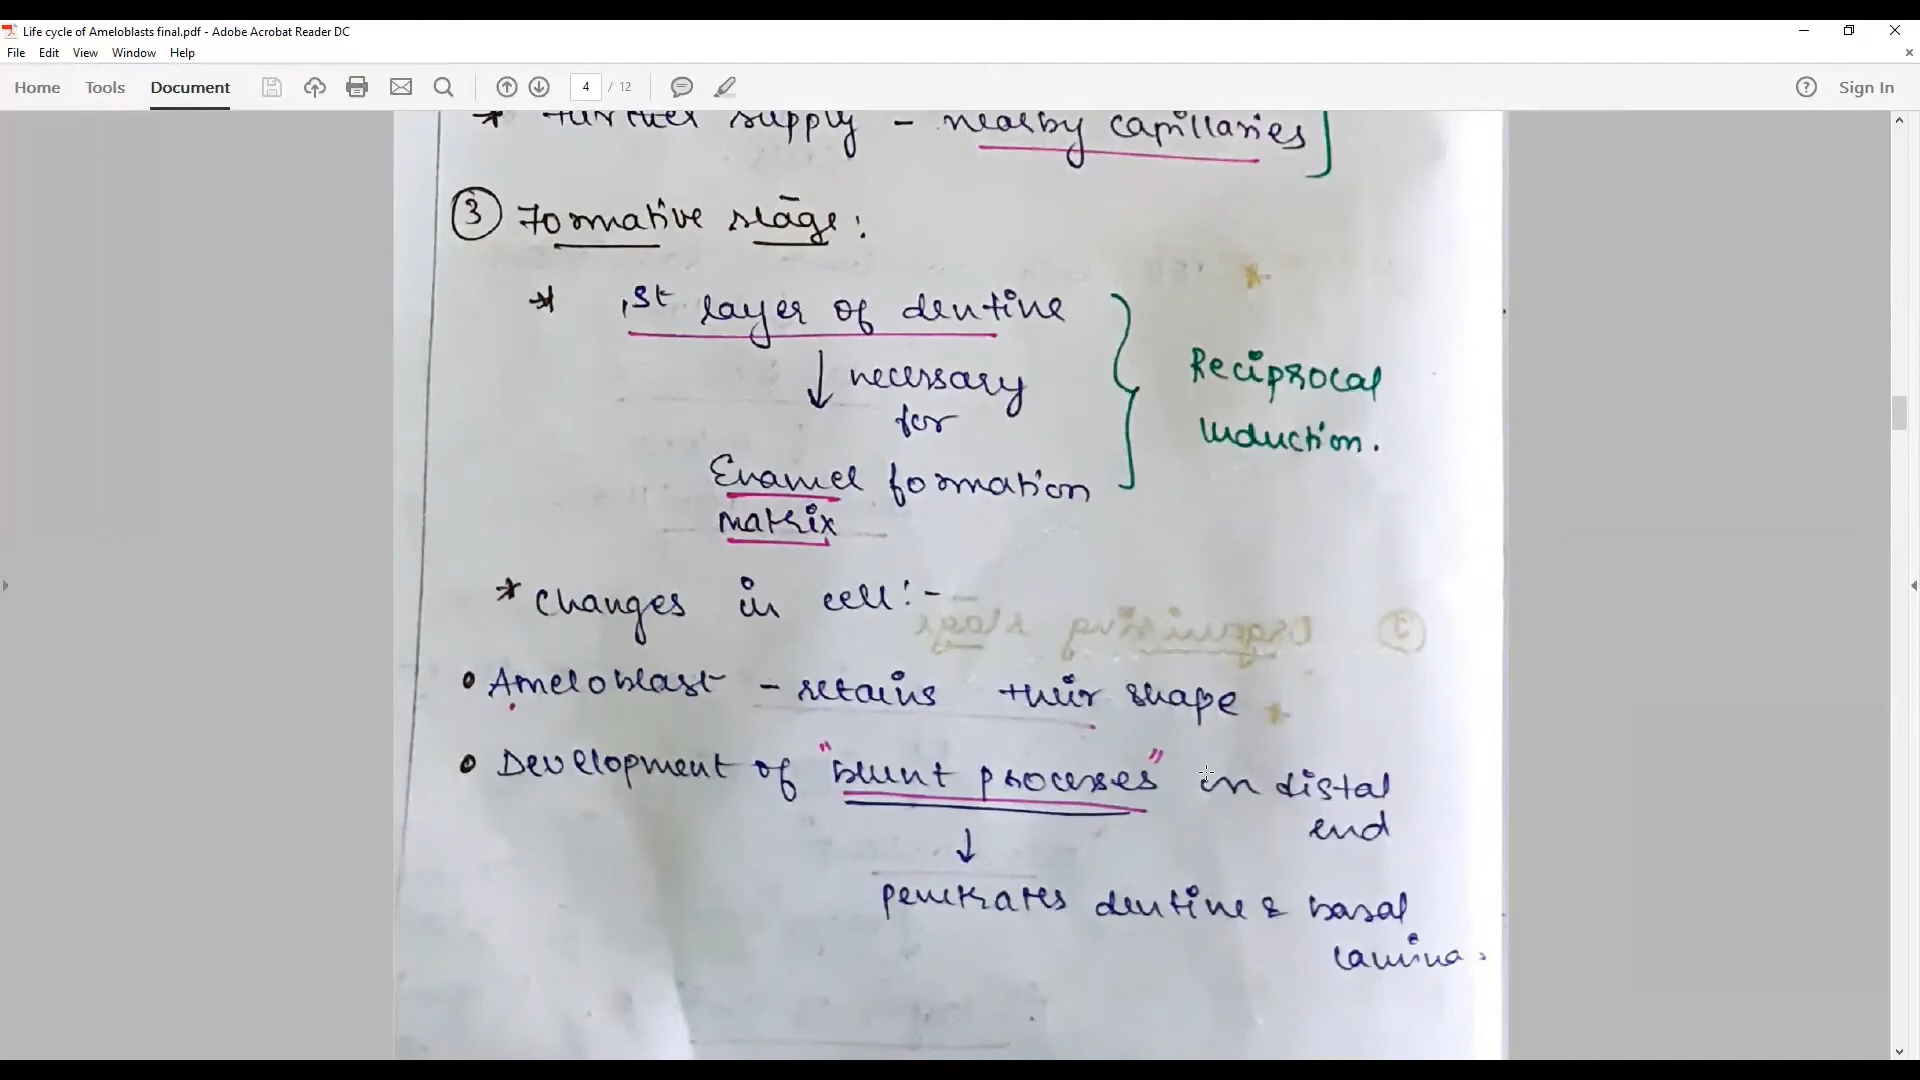 Life cycle of Ameloblasts final.pdf - Adobe Acrobat Reader DC
File Edit View Window Help
Home Tools Document 4 / 12 Sign In
* further supply - nearby capillaries
③ Formative stage:
* 1st layer of dentine
↓ necessary
for
Enamel formation
matrix
Reciprocal
Induction.
* Changes in cell:-
Organising stage
• Ameloblast - retains their shape
• Development of "blunt processes" in distal
end
↓
penetrates dentine & basal
lamina.